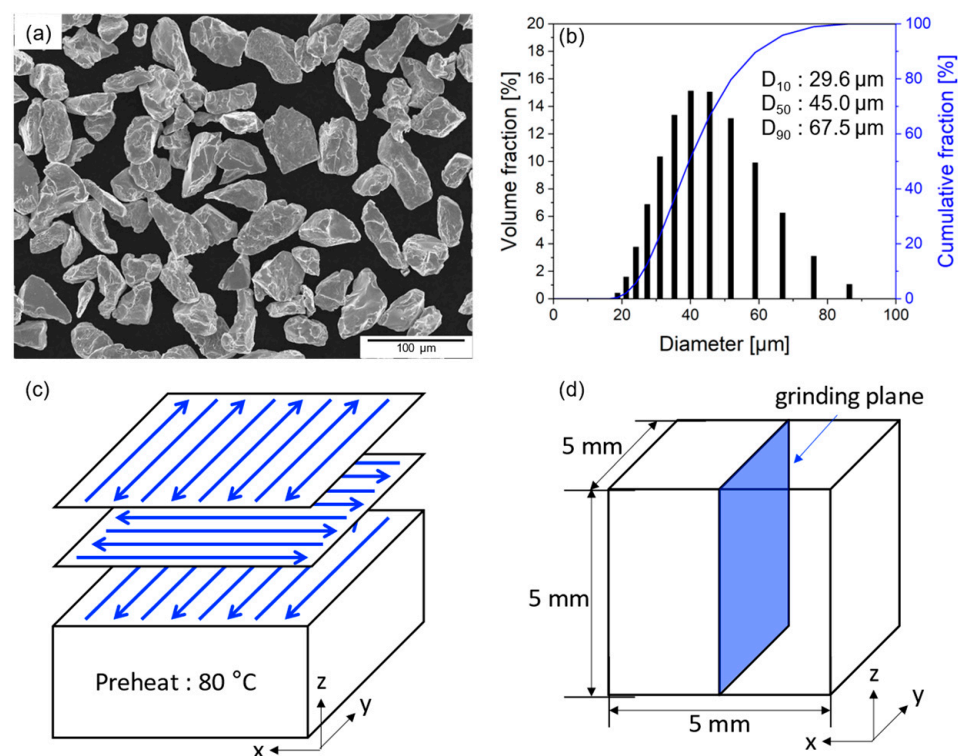 (a)
100 µm
(b)
20
18
16
14
12
10
8
6
4
2
0
Volume fraction [%]
0
20
40
60
80
100
Diameter [µm]
100
80
60
40
20
0
Cumulative fraction [%]
D₁₀ : 29.6 µm
D₅₀ : 45.0 µm
D₉₀ : 67.5 µm
(c)
Preheat : 80 °C
z
y
x
(d)
grinding plane
5 mm
5 mm
5 mm
z
y
x